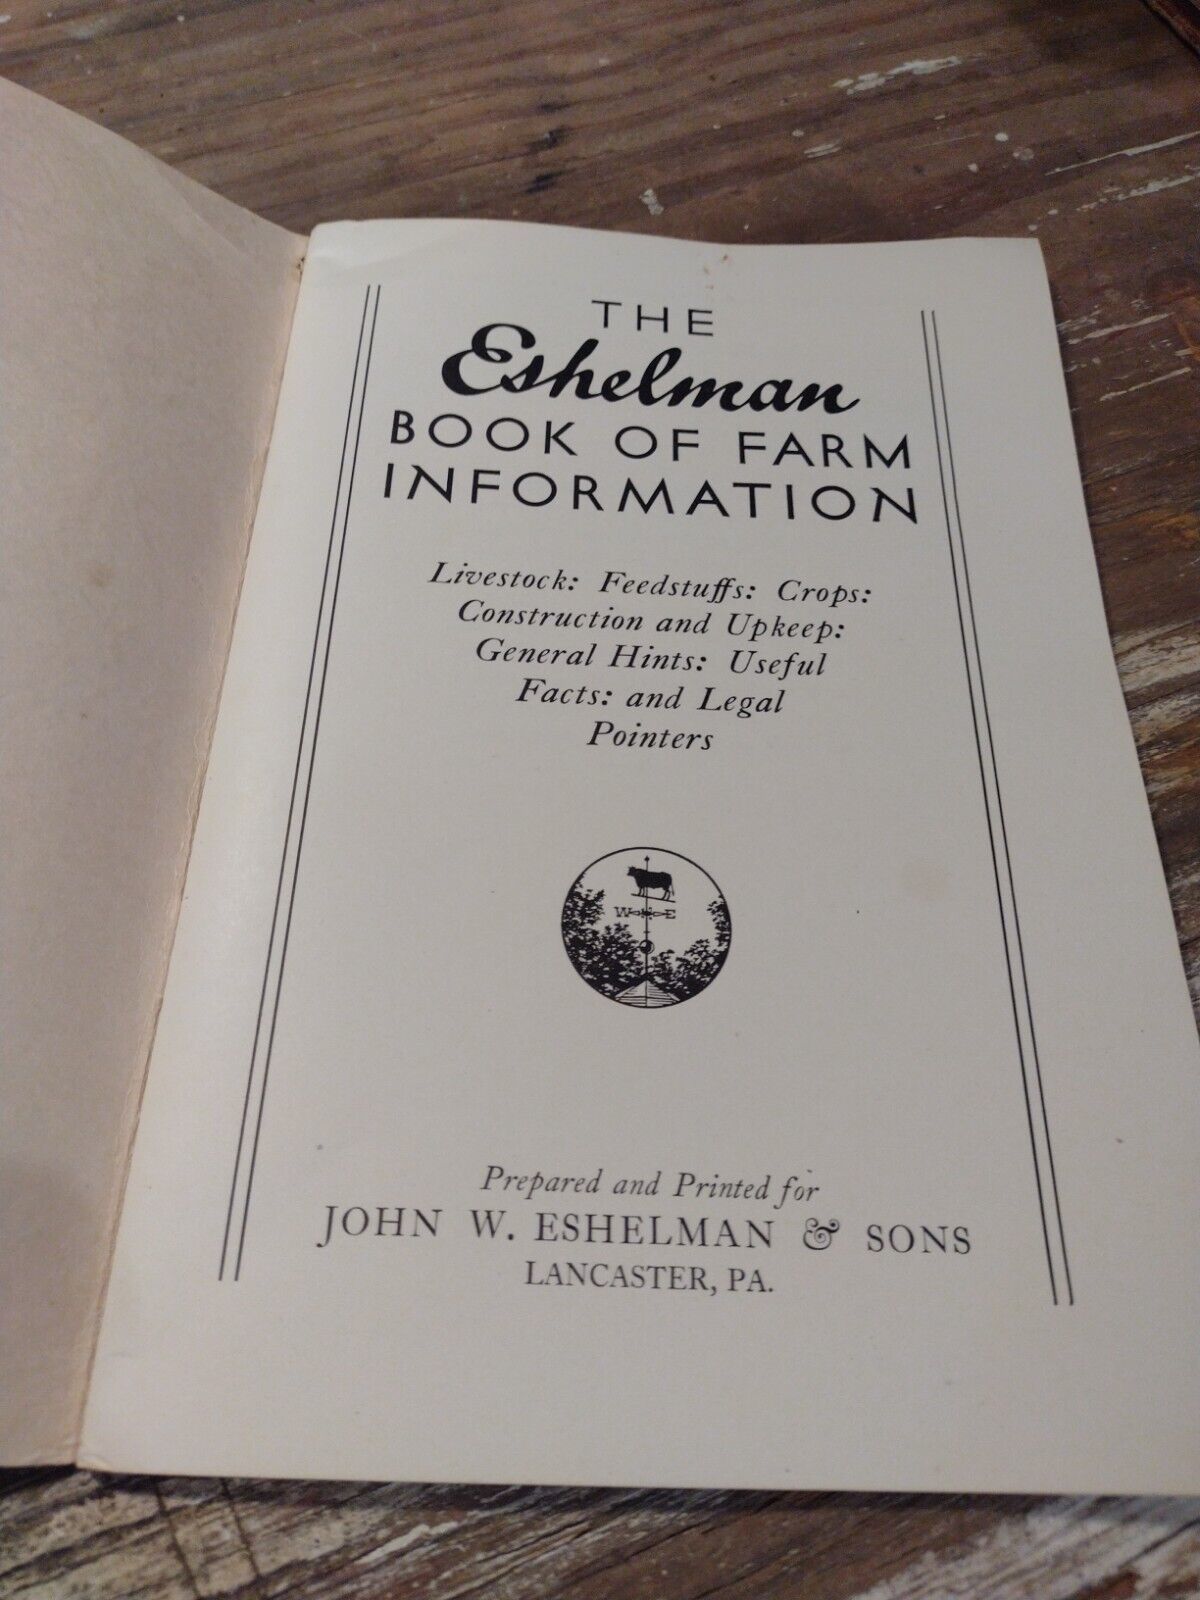 THE
Eshelman
BOOK OF FARM
INFORMATION
Livestock: Feedstuffs: Crops:
Construction and Upkeep:
General Hints: Useful
Facts: and Legal
Pointers
W N E
Prepared and Printed for
JOHN W. ESHELMAN & SONS
LANCASTER, PA.